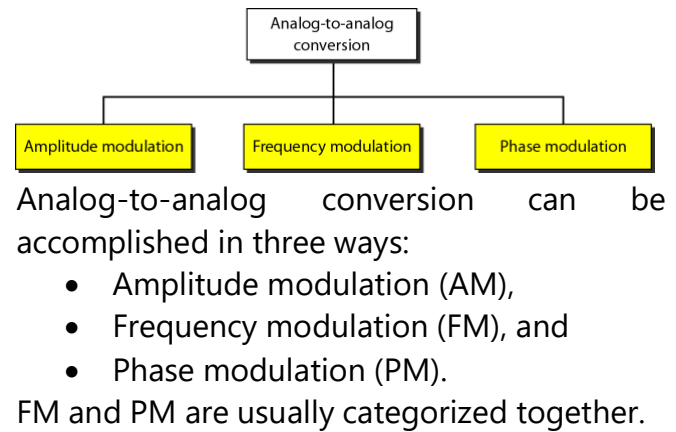 Analog-to-analog
conversion
Amplitude modulation
Frequency modulation
Phase modulation
Analog-to-analog conversion can be
accomplished in three ways:
• Amplitude modulation (AM),
• Frequency modulation (FM), and
• Phase modulation (PM).
FM and PM are usually categorized together.